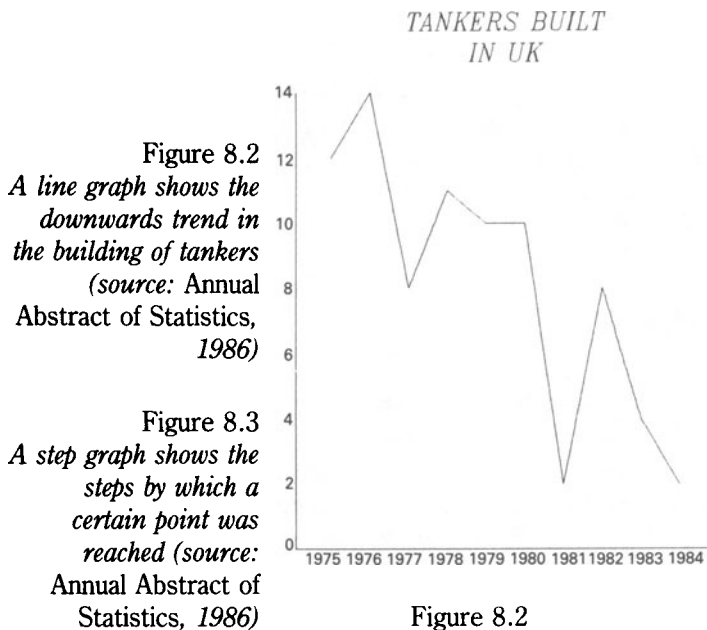 TANKERS BUILT
IN UK
Figure 8.2
A line graph shows the
downwards trend in
the building of tankers
(source: Annual
Abstract of Statistics,
1986)
Figure 8.3
A step graph shows the
steps by which a
certain point was
reached (source:
Annual Abstract of
Statistics, 1986)
14
12
10
8
6
4
2
0
1975 1976 1977 1978 1979 1980 1981 1982 1983 1984
Figure 8.2